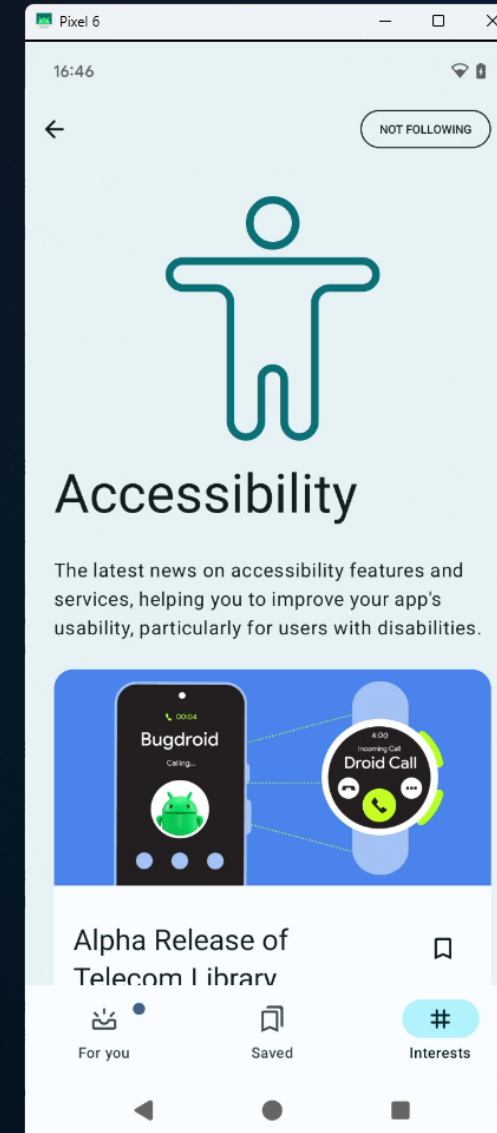 Pixel 6
16:46
NOT FOLLOWING
Accessibility
The latest news on accessibility features and
services, helping you to improve your app's
usability, particularly for users with disabilities.
00:04
Bugdroid
Calling...
4:00
Incoming Call
Droid Call
Alpha Release of
Telecom Library
For you
Saved
Interests